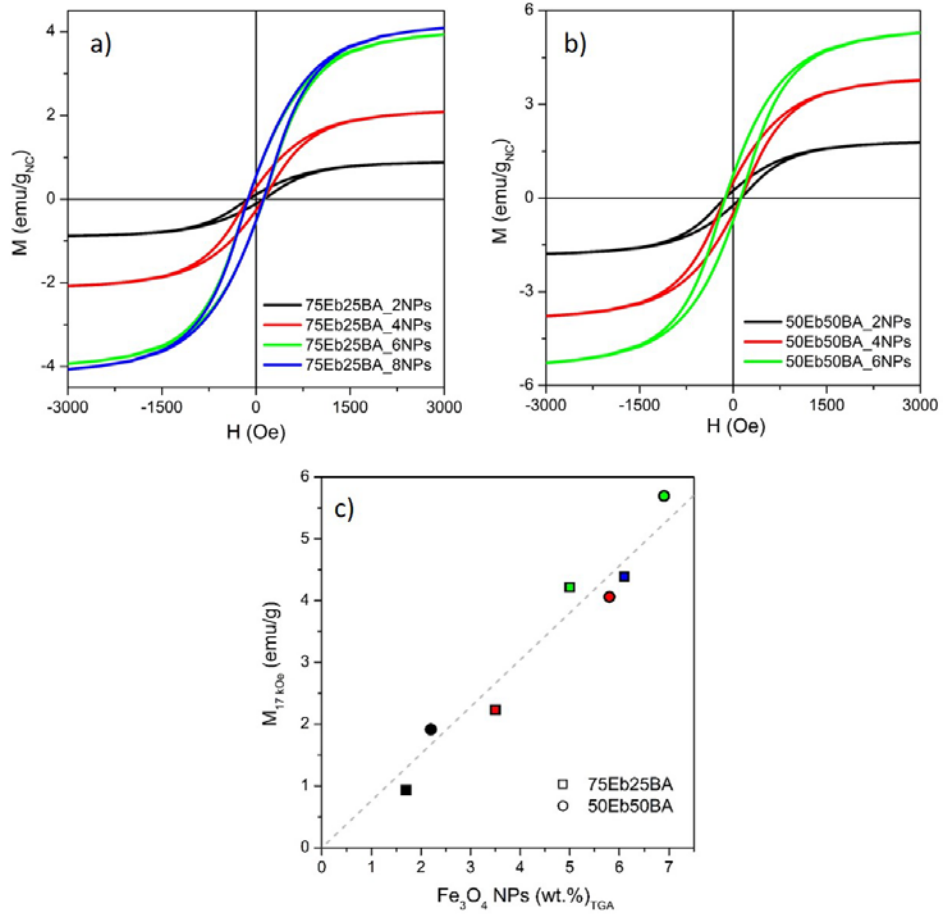 a)
4
2
0
-2
-4
M (emu/g_NC)
75Eb25BA_2NPs
75Eb25BA_4NPs
75Eb25BA_6NPs
75Eb25BA_8NPs
-3000 -1500 0 1500 3000
H (Oe)
b)
6
3
0
-3
-6
M (emu/g_NC)
50Eb50BA_2NPs
50Eb50BA_4NPs
50Eb50BA_6NPs
-3000 -1500 0 1500 3000
H (Oe)
c)
6
5
4
3
2
1
0
M_17 kOe (emu/g)
75Eb25BA
50Eb50BA
0 1 2 3 4 5 6 7
Fe₃O₄ NPs (wt.%)_TGA